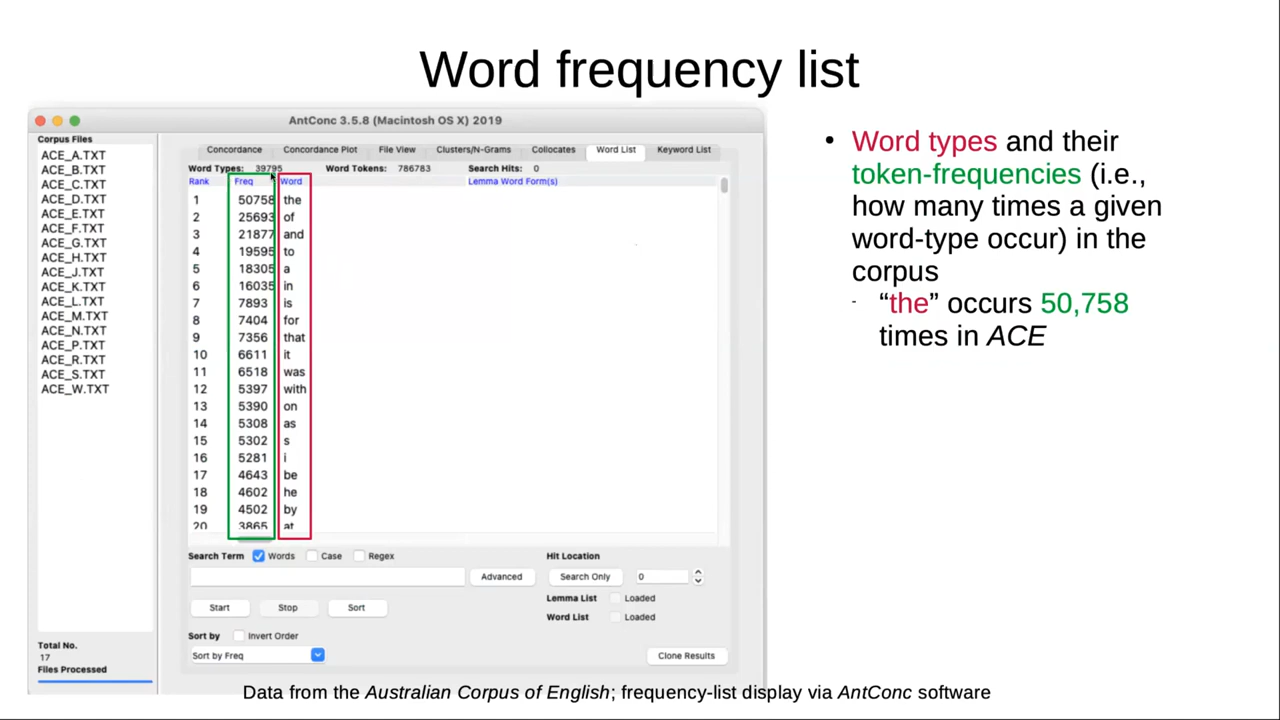 Word frequency list
AntConc 3.5.8 (Macintosh OS X) 2019
Corpus Files
ACE_A.TXT
ACE_B.TXT
ACE_C.TXT
ACE_D.TXT
ACE_E.TXT
ACE_F.TXT
ACE_G.TXT
ACE_H.TXT
ACE_J.TXT
ACE_K.TXT
ACE_L.TXT
ACE_M.TXT
ACE_N.TXT
ACE_P.TXT
ACE_R.TXT
ACE_S.TXT
ACE_W.TXT
Total No.
17
Files Processed
Concordance Concordance Plot File View Clusters/N-Grams Collocates Word List Keyword List
Word Types: 39795 Word Tokens: 786783 Search Hits: 0
Rank Freq Word Lemma Word Form(s)
1 50758 the
2 25693 of
3 21877 and
4 19595 to
5 18305 a
6 16035 in
7 7893 is
8 7404 for
9 7356 that
10 6611 it
11 6518 was
12 5397 with
13 5390 on
14 5308 as
15 5302 s
16 5281 i
17 4643 be
18 4602 he
19 4502 by
20 3865 at
Search Term Words Case Regex Hit Location
Advanced Search Only 0
Start Stop Sort Lemma List Loaded
Word List Loaded
Sort by Invert Order
Sort by Freq Clone Results
• Word types and their
token-frequencies (i.e.,
how many times a given
word-type occur) in the
corpus
- “the” occurs 50,758
times in ACE
Data from the Australian Corpus of English; frequency-list display via AntConc software